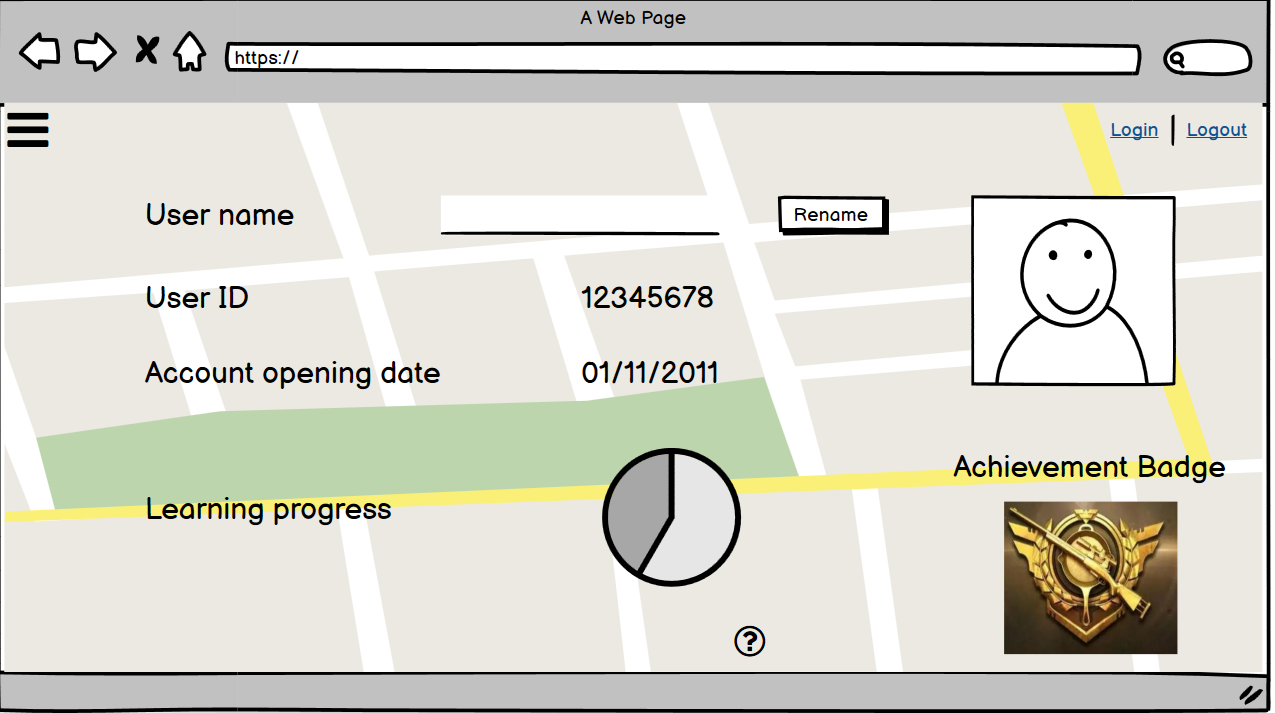 A Web Page
https://
Login | Logout
User name
Rename
User ID 12345678
Account opening date 01/11/2011
Achievement Badge
Learning progress
?